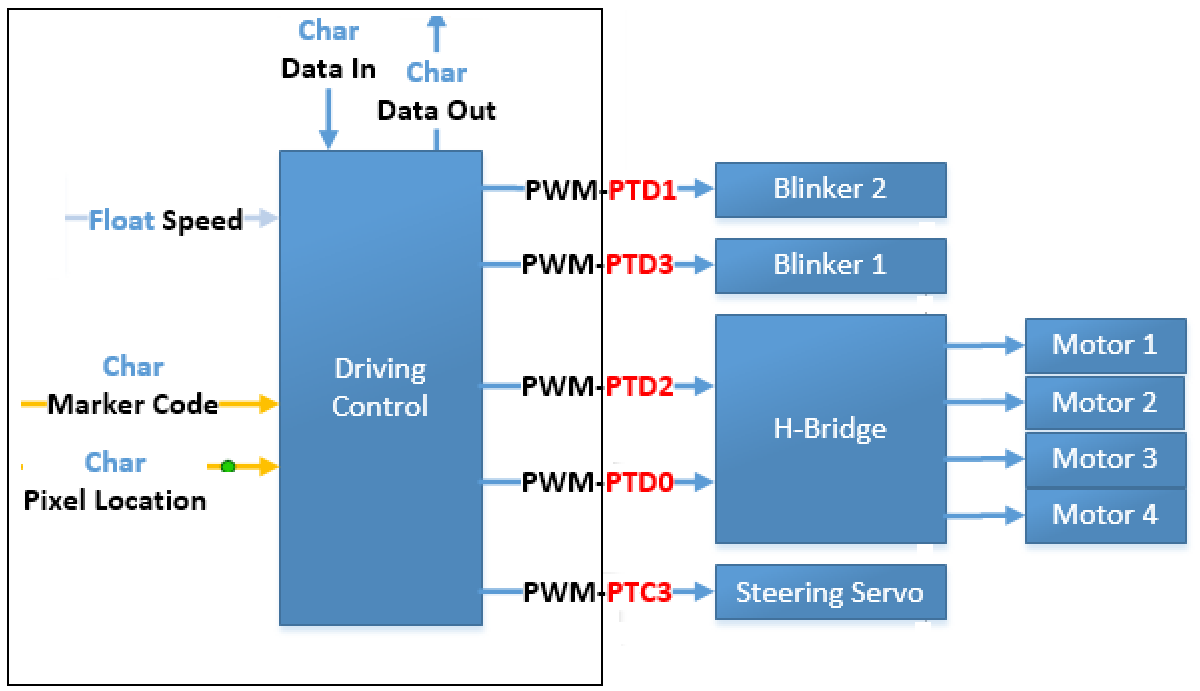 Char
Data In
Char
Data Out
Float Speed
Char
Marker Code
Char
Pixel Location
Driving
Control
PWM-PTD1
PWM-PTD3
PWM-PTD2
PWM-PTD0
PWM-PTC3
Blinker 2
Blinker 1
H-Bridge
Steering Servo
Motor 1
Motor 2
Motor 3
Motor 4